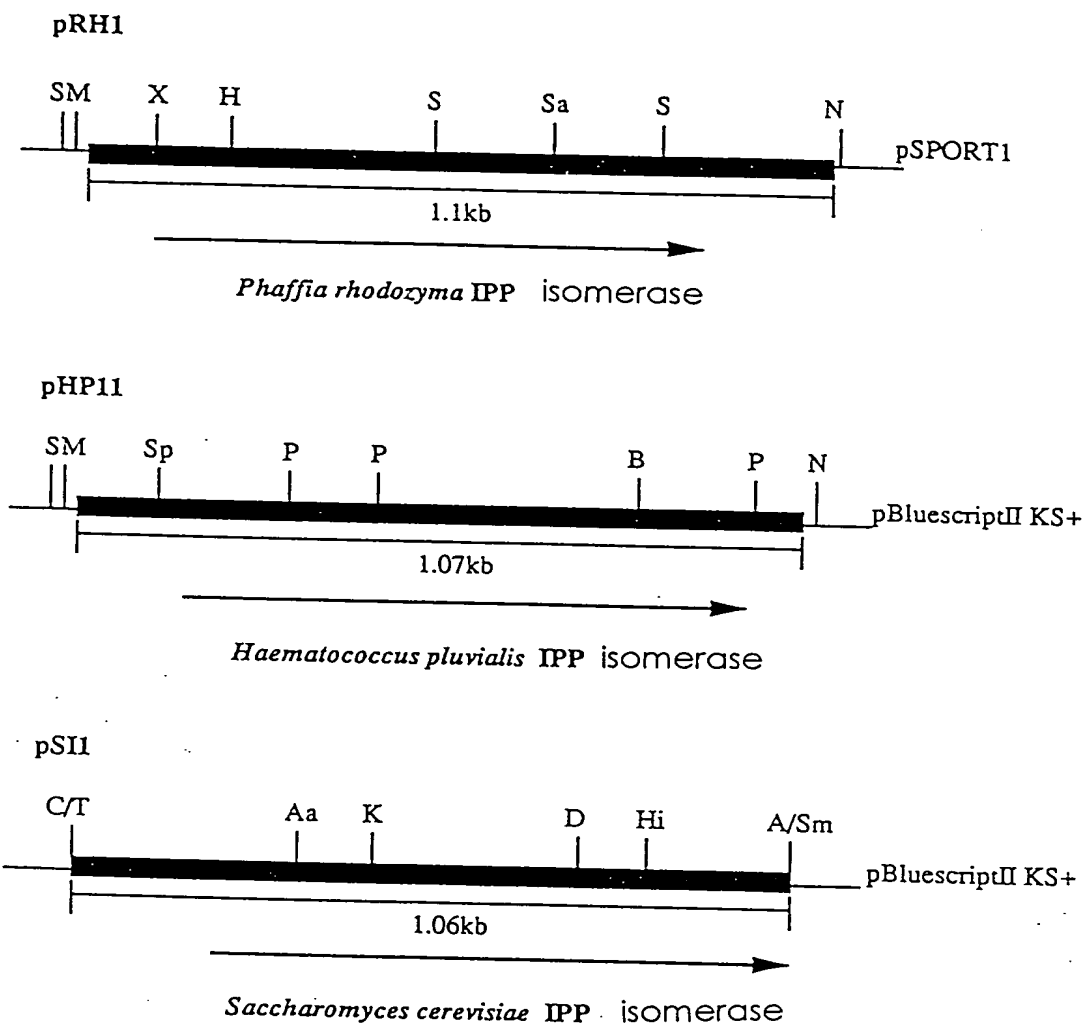 pRH1
SM X H S Sa S N
pSPORT1
1.1kb
Phaffia rhodozyma IPP isomerase
pHP11
SM Sp P P B P N
pBluescriptII KS+
1.07kb
Haematococcus pluvialis IPP isomerase
pSI1
C/T Aa K D Hi A/Sm
pBluescriptII KS+
1.06kb
Saccharomyces cerevisiae IPP isomerase